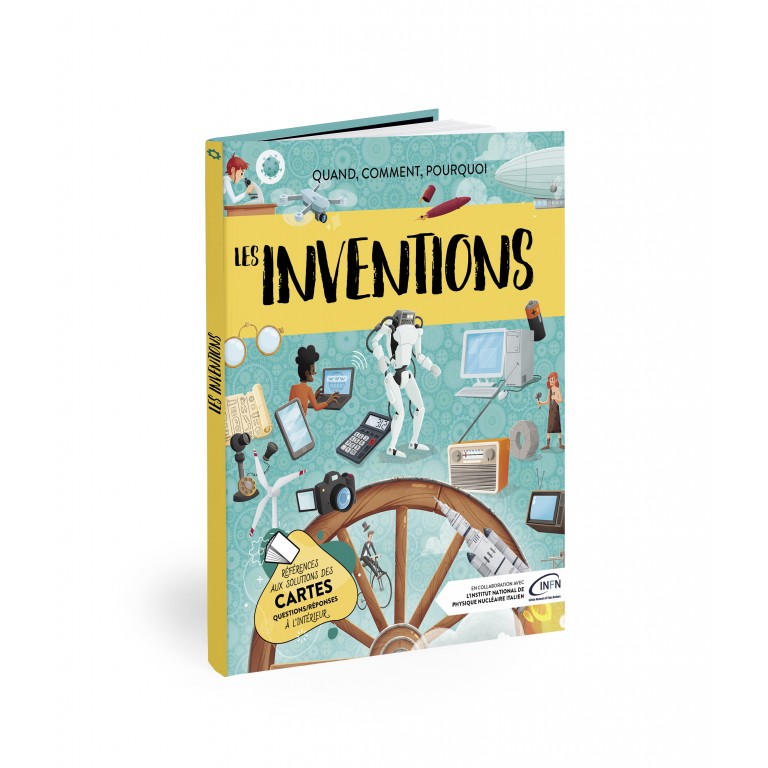 QUAND, COMMENT, POURQUOI
LES INVENTIONS
LES INVENTIONS
RÉFÉRENCES
AUX SOLUTIONS DES
CARTES
QUESTIONS/RÉPONSES
À L'INTÉRIEUR
EN COLLABORATION AVEC
L'INSTITUT NATIONAL DE
PHYSIQUE NUCLÉAIRE ITALIEN
INFN